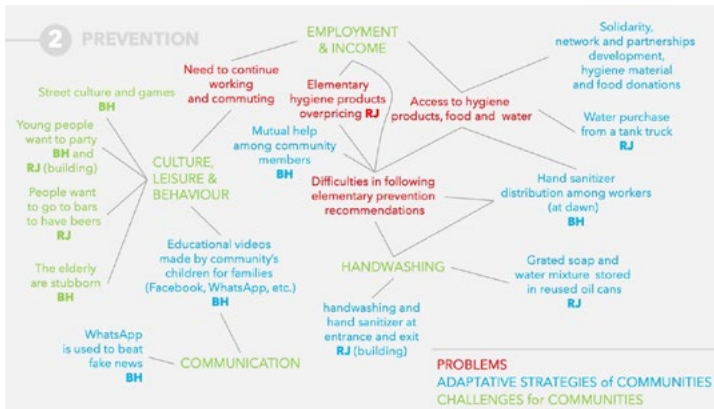 2 PREVENTION
EMPLOYMENT
& INCOME
Solidarity,
network and partnerships
development,
hygiene material
and food donations
Need to continue
working
and commuting
Elementary
hygiene products
overpricing RJ
Access to hygiene
products, food and water
Water purchase
from a tank truck
RJ
Street culture and games
BH
Young people
want to party
BH and
RJ (building)
People want
to go to bars
to have beers
RJ
The elderly
are stubborn
BH
CULTURE,
LEISURE &
BEHAVIOUR
Mutual help
among community
members
BH
Difficulties in following
elementary prevention
recommendations
Hand sanitizer
distribution among workers
(at dawn)
BH
Educational videos
made by community's
children for families
(Facebook, WhatsApp, etc.)
BH
HANDWASHING
Grated soap and
water mixture stored
in reused oil cans
RJ
handwashing and
hand sanitizer at
entrance and exit
RJ (building)
WhatsApp
is used to beat
fake news
BH
COMMUNICATION
PROBLEMS
ADAPTATIVE STRATEGIES of COMMUNITIES
CHALLENGES for COMMUNITIES